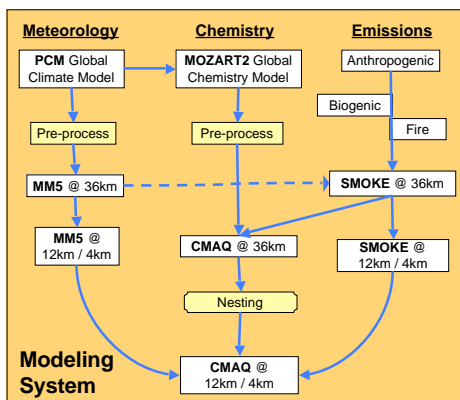 Meteorology
Chemistry
Emissions
PCM Global
Climate Model
MOZART2 Global
Chemistry Model
Anthropogenic
Biogenic
Fire
Pre-process
Pre-process
MM5 @ 36km
SMOKE @ 36km
MM5 @
12km / 4km
CMAQ @ 36km
SMOKE @
12km / 4km
Nesting
Modeling
System
CMAQ @
12km / 4km